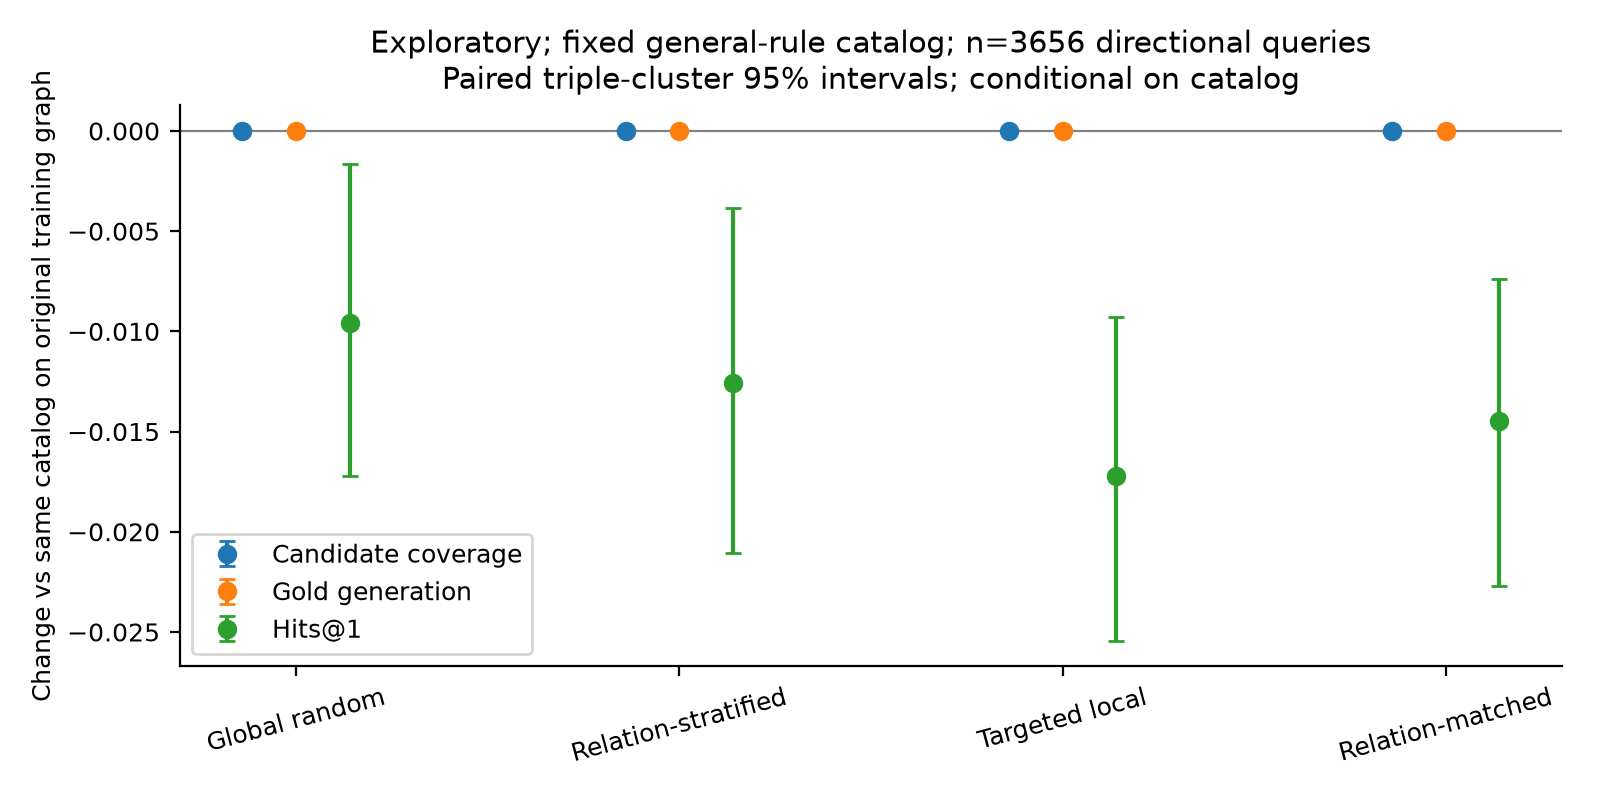 Exploratory; fixed general-rule catalog; n=3656 directional queries
Paired triple-cluster 95% intervals; conditional on catalog
Change vs same catalog on original training graph
0.000
−0.005
−0.010
−0.015
−0.020
−0.025
Candidate coverage
Gold generation
Hits@1
Global random
Relation-stratified
Targeted local
Relation-matched